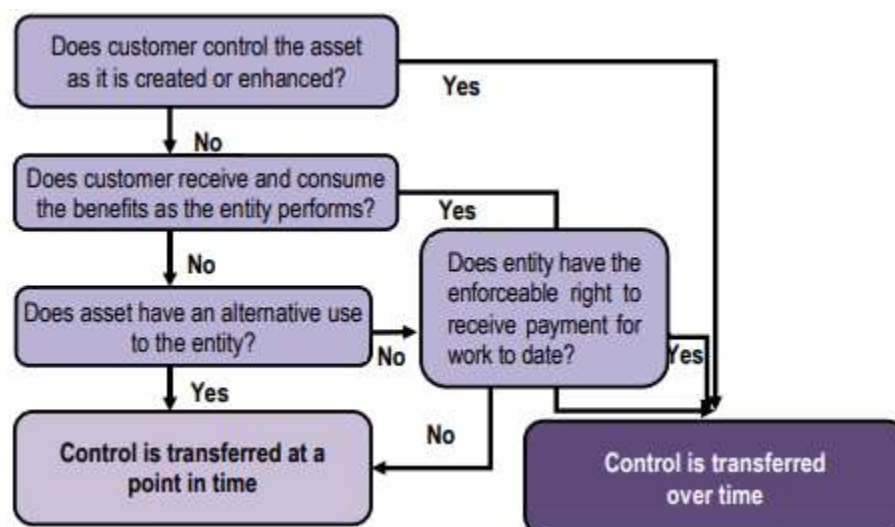 Does customer control the asset
as it is created or enhanced?
Yes
No
Does customer receive and consume
the benefits as the entity performs?
Yes
No
Does entity have the
enforceable right to
receive payment for
work to date?
Does asset have an alternative use
to the entity?
No
Yes
Yes
No
Control is transferred at a
point in time
Control is transferred
over time